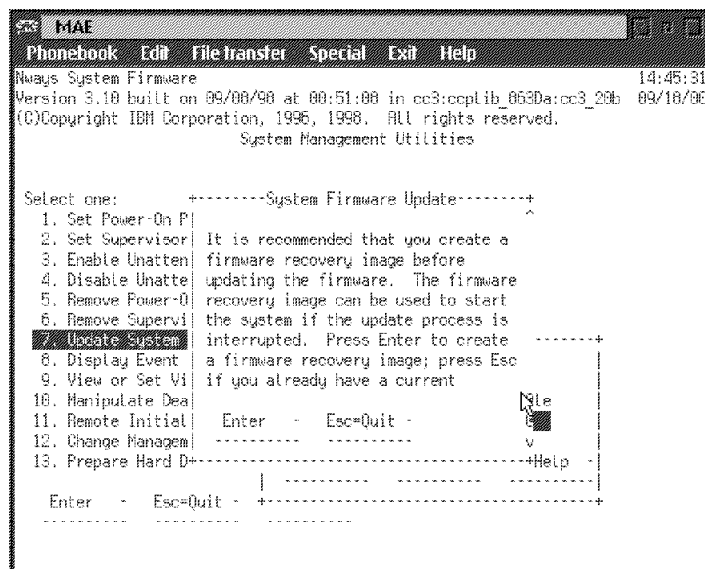 MAE
Phonebook Edit File transfer Special Exit Help
Nways System Firmware 14:45:31
Version 3.10 built on 09/08/98 at 00:51:08 in cc3:ccplib_863Da:cc3_20b 09/18/00
(C)Copyright IBM Corporation, 1996, 1998. All rights reserved.
System Management Utilities
Select one: +--------System Firmware Update--------+
1. Set Power-On P| ^
2. Set Supervisor| It is recommended that you create a
3. Enable Unatten| firmware recovery image before
4. Disable Unatte| updating the firmware. The firmware
5. Remove Power-O| recovery image can be used to start
6. Remove Supervi| the system if the update process is
7. Update System | interrupted. Press Enter to create -------+
8. Display Event | a firmware recovery image; press Esc |
9. View or Set Vi| if you already have a current |
10. Manipulate Dea| le |
11. Remote Initial| Enter - Esc=Quit - |
12. Change Managem| ---------- ---------- v |
13. Prepare Hard D+--------------------------------------+Help -|
| ---------- ---------- ----------|
Enter - Esc=Quit - +---------------------------------------+
---------- ---------- ----------